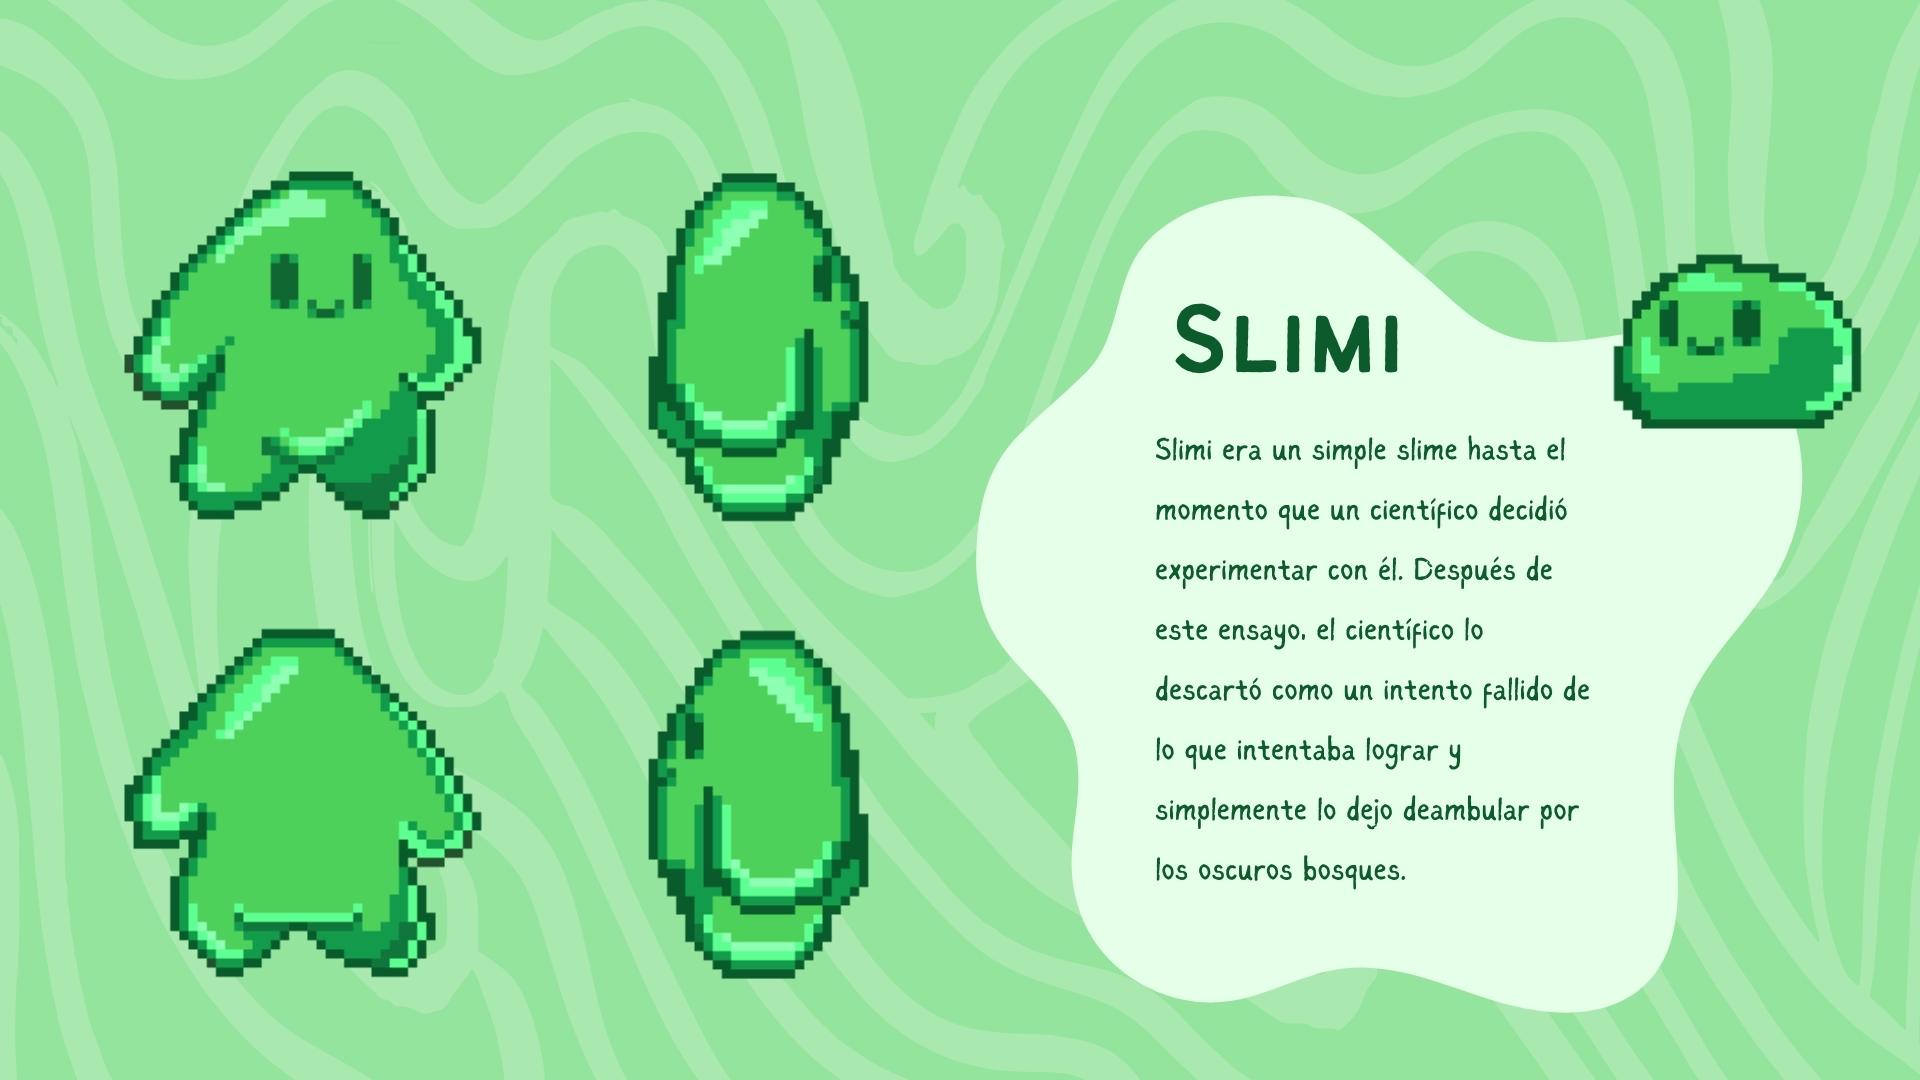 SLIMI
Slimi era un simple slime hasta el
momento que un científico decidió
experimentar con él. Después de
este ensayo, el científico lo
descartó como un intento fallido de
lo que intentaba lograr y
simplemente lo dejo deambular por
los oscuros bosques.